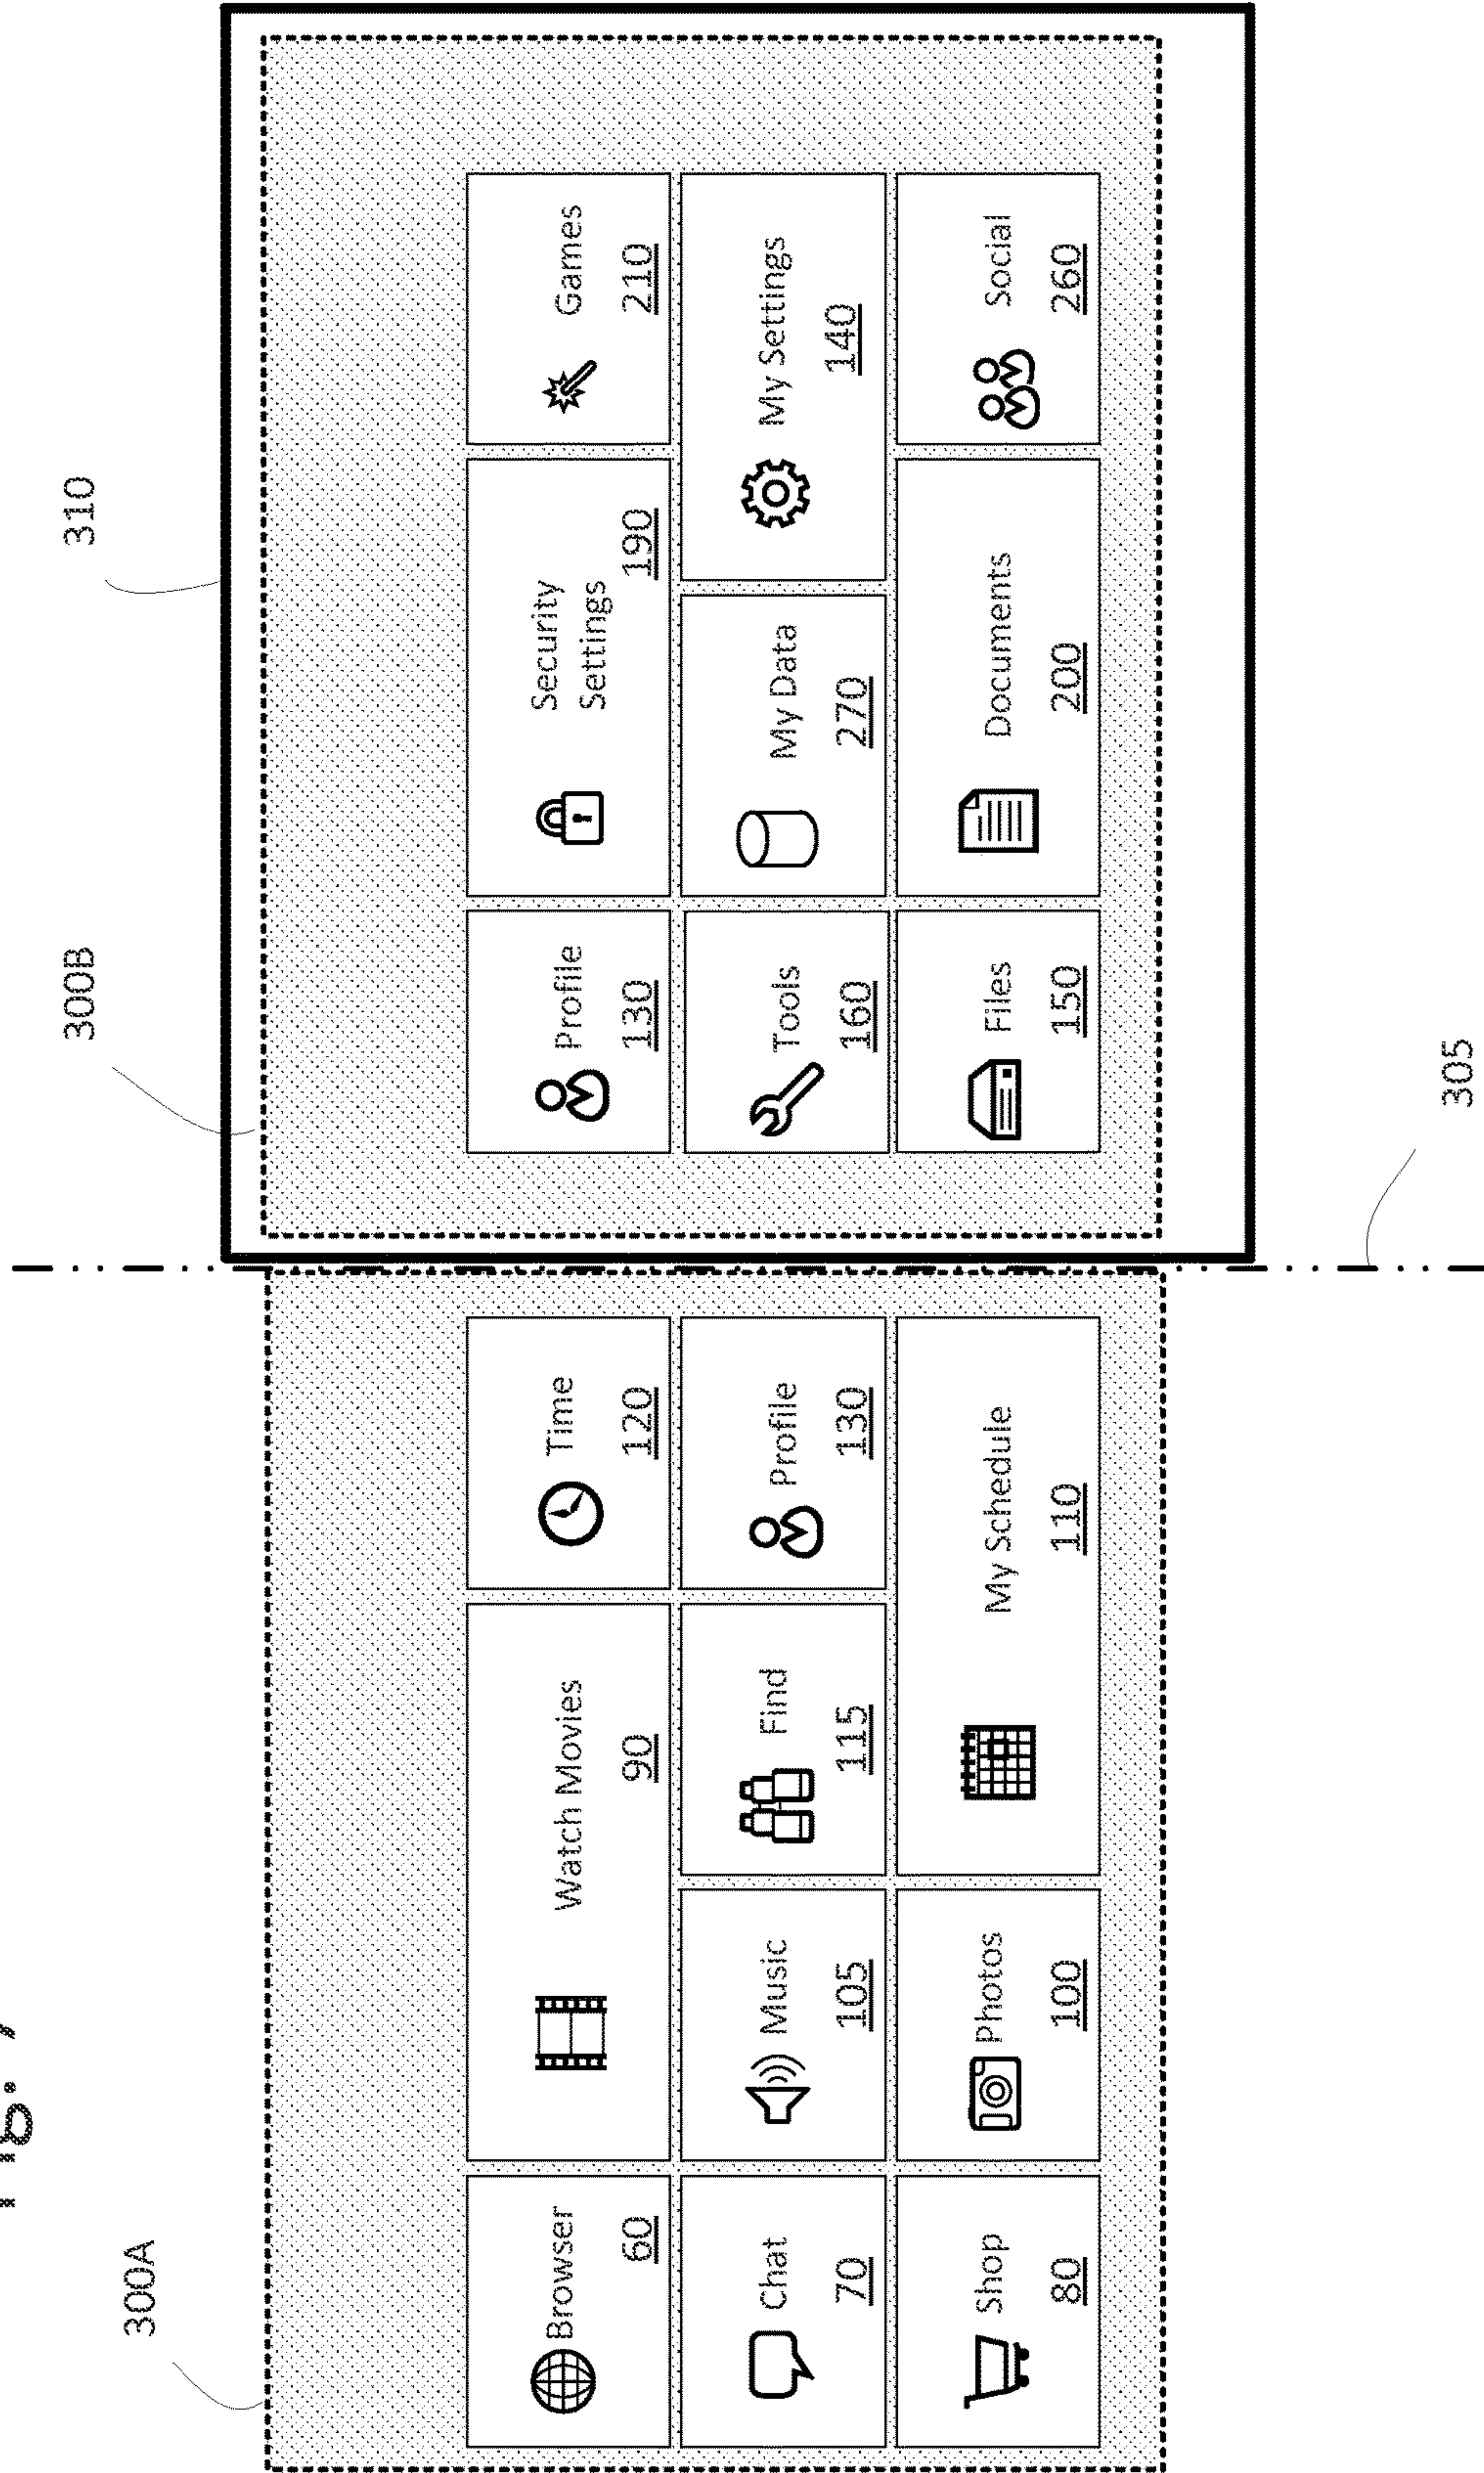 300A
300B
310
Browser
60
Watch Movies
90
Time
120
Chat
70
Music
105
Find
115
Profile
130
Shop
80
Photos
100
My Schedule
110
Profile
130
Security
Settings
190
Games
210
Tools
160
My Data
270
My Settings
140
Files
150
Documents
200
Social
260
305